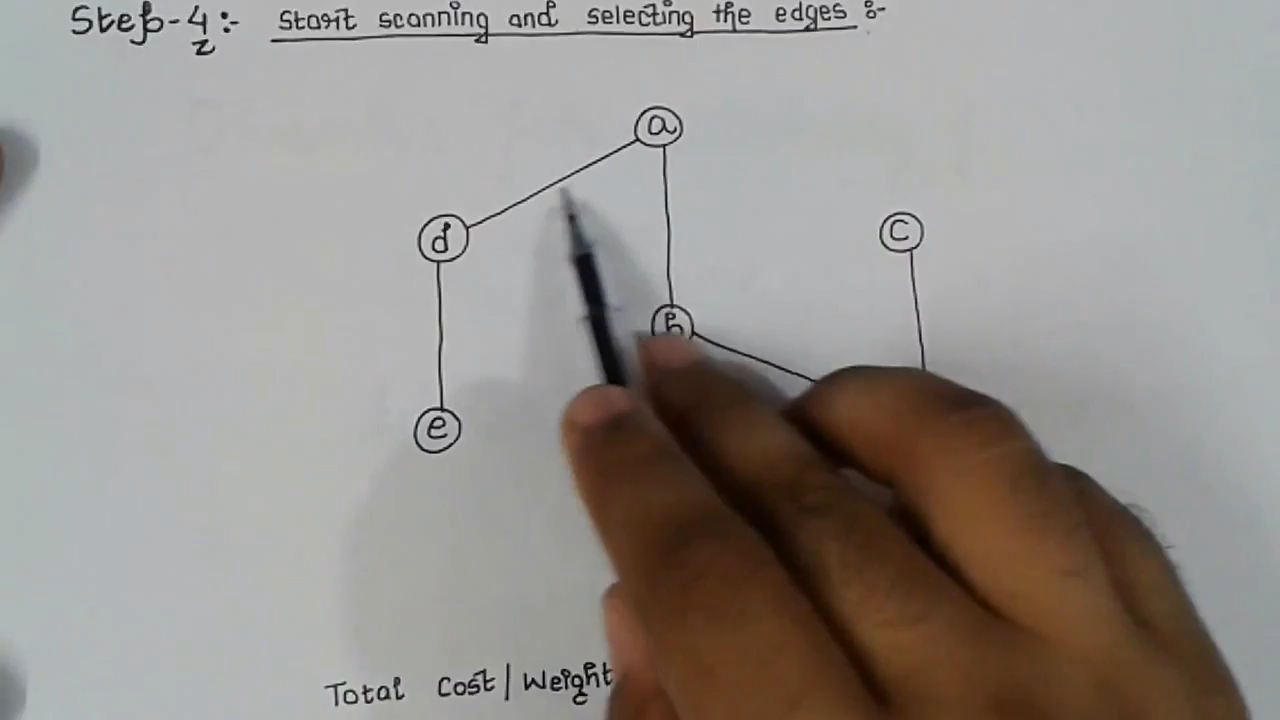 Step-4:- Start scanning and selecting the edges :-
a
d
c
b
e
Total Cost/Weight